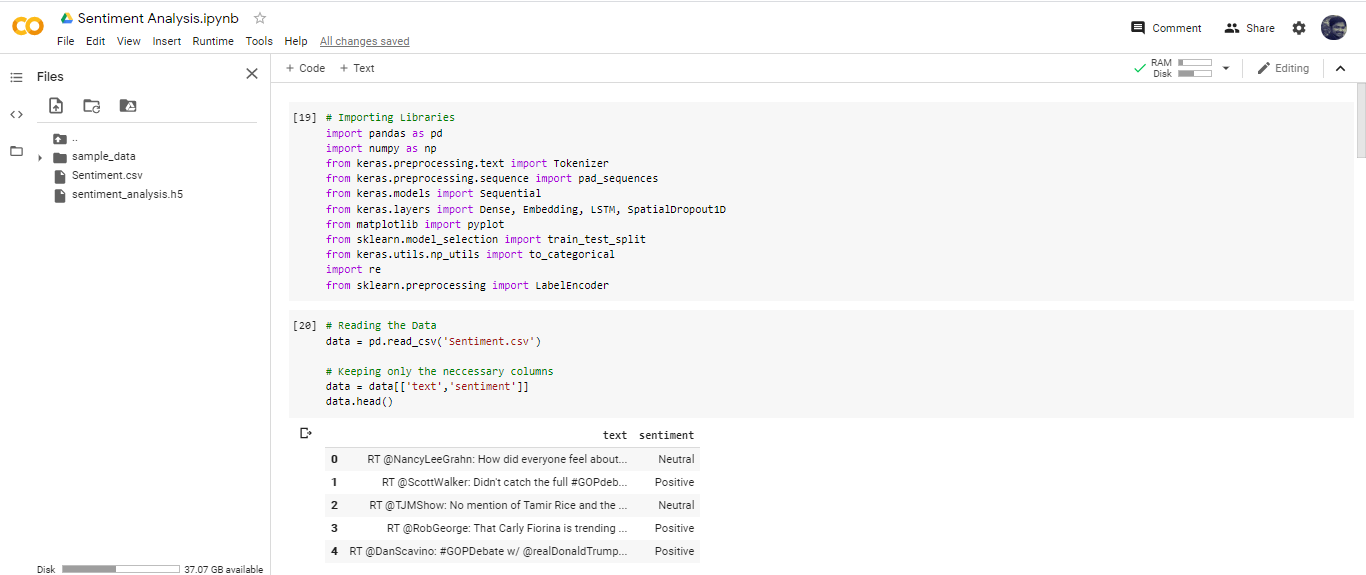 Sentiment Analysis.ipynb
File Edit View Insert Runtime Tools Help All changes saved
Comment Share
Files
+ Code + Text
RAM
Disk
Editing
..
sample_data
Sentiment.csv
sentiment_analysis.h5
Disk 37.07 GB available
[19] # Importing Libraries
import pandas as pd
import numpy as np
from keras.preprocessing.text import Tokenizer
from keras.preprocessing.sequence import pad_sequences
from keras.models import Sequential
from keras.layers import Dense, Embedding, LSTM, SpatialDropout1D
from matplotlib import pyplot
from sklearn.model_selection import train_test_split
from keras.utils.np_utils import to_categorical
import re
from sklearn.preprocessing import LabelEncoder
[20] # Reading the Data
data = pd.read_csv('Sentiment.csv')
# Keeping only the neccessary columns
data = data[['text','sentiment']]
data.head()
text sentiment
0 RT @NancyLeeGrahn: How did everyone feel about... Neutral
1 RT @ScottWalker: Didn't catch the full #GOPdeb... Positive
2 RT @TJMShow: No mention of Tamir Rice and the ... Neutral
3 RT @RobGeorge: That Carly Fiorina is trending ... Positive
4 RT @DanScavino: #GOPDebate w/ @realDonaldTrump... Positive